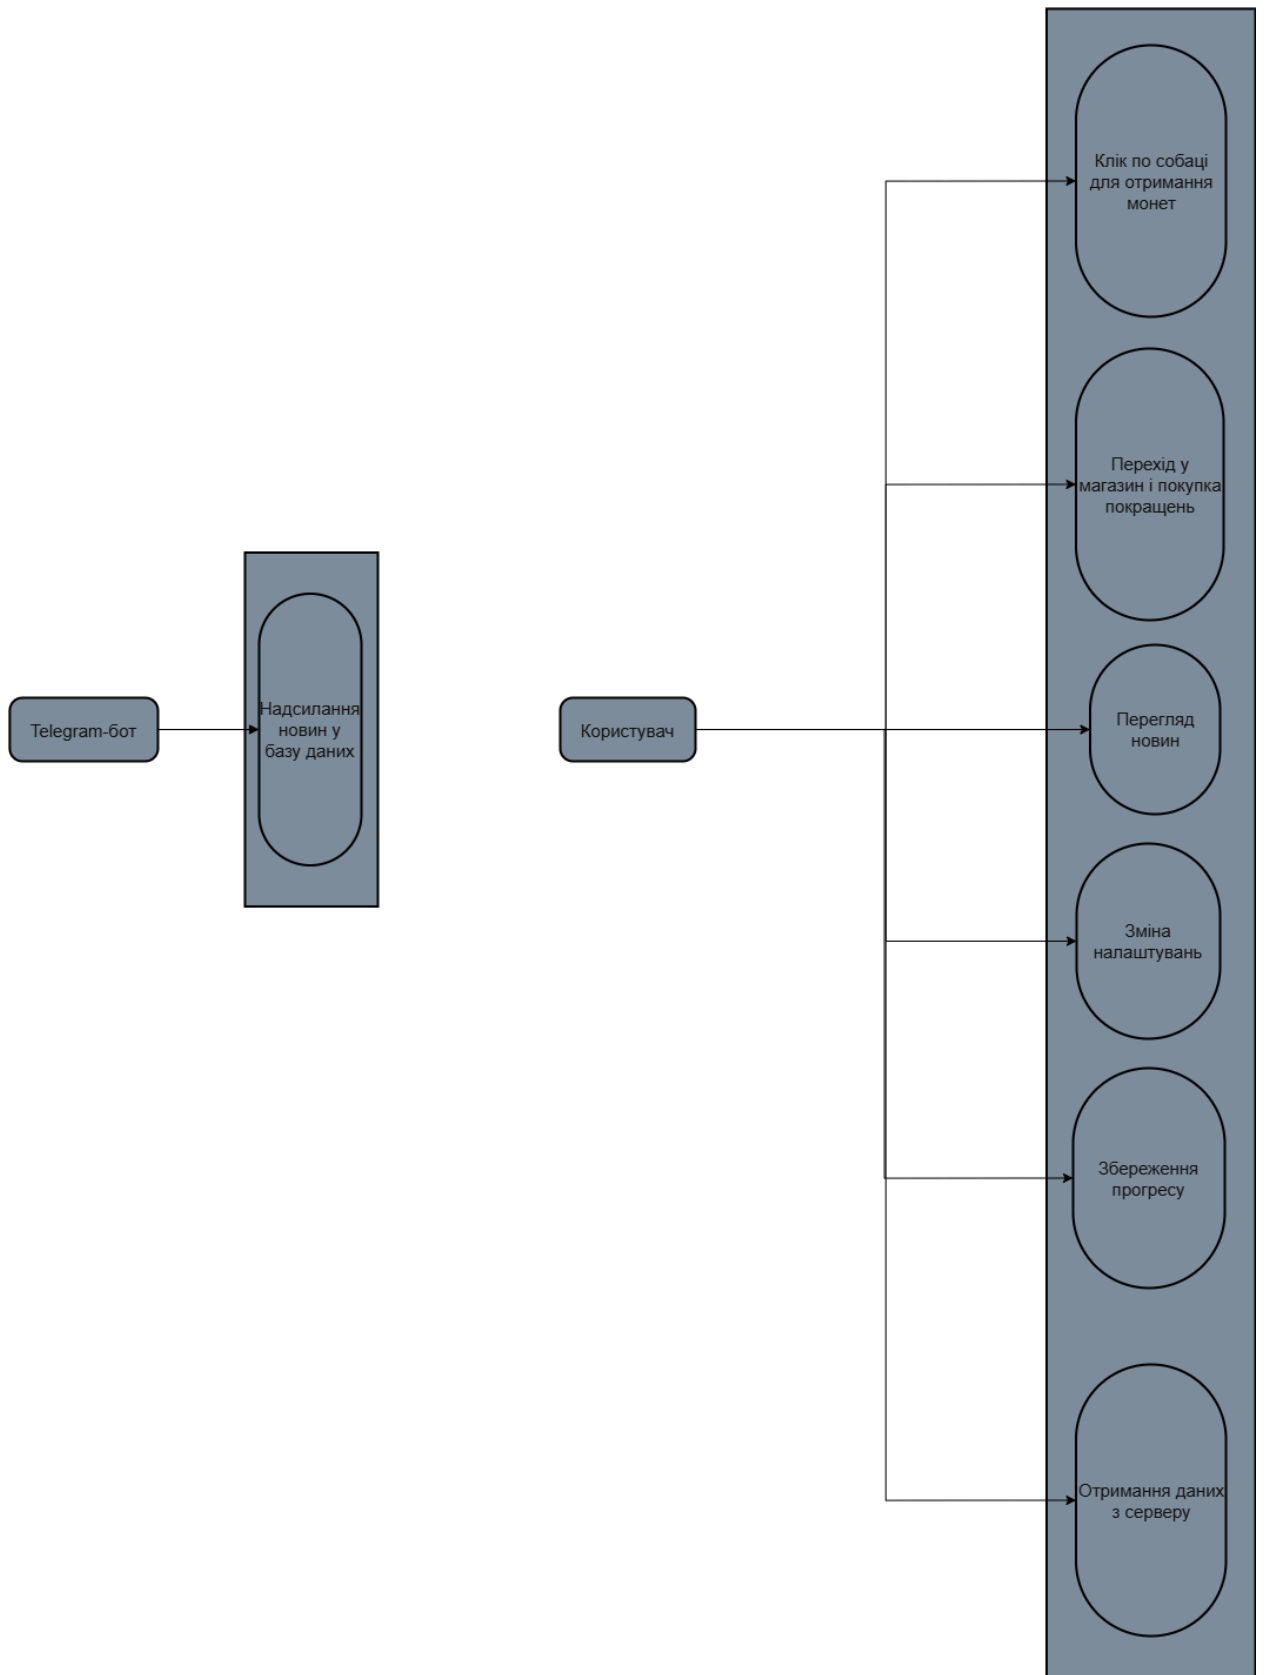 Telegram-бот
Надсилання
новин у
базу даних
Користувач
Клік по собаці
для отримання
монет
Перехід у
магазин і покупка
покращень
Перегляд
новин
Зміна
налаштувань
Збереження
прогресу
Отримання даних
з серверу